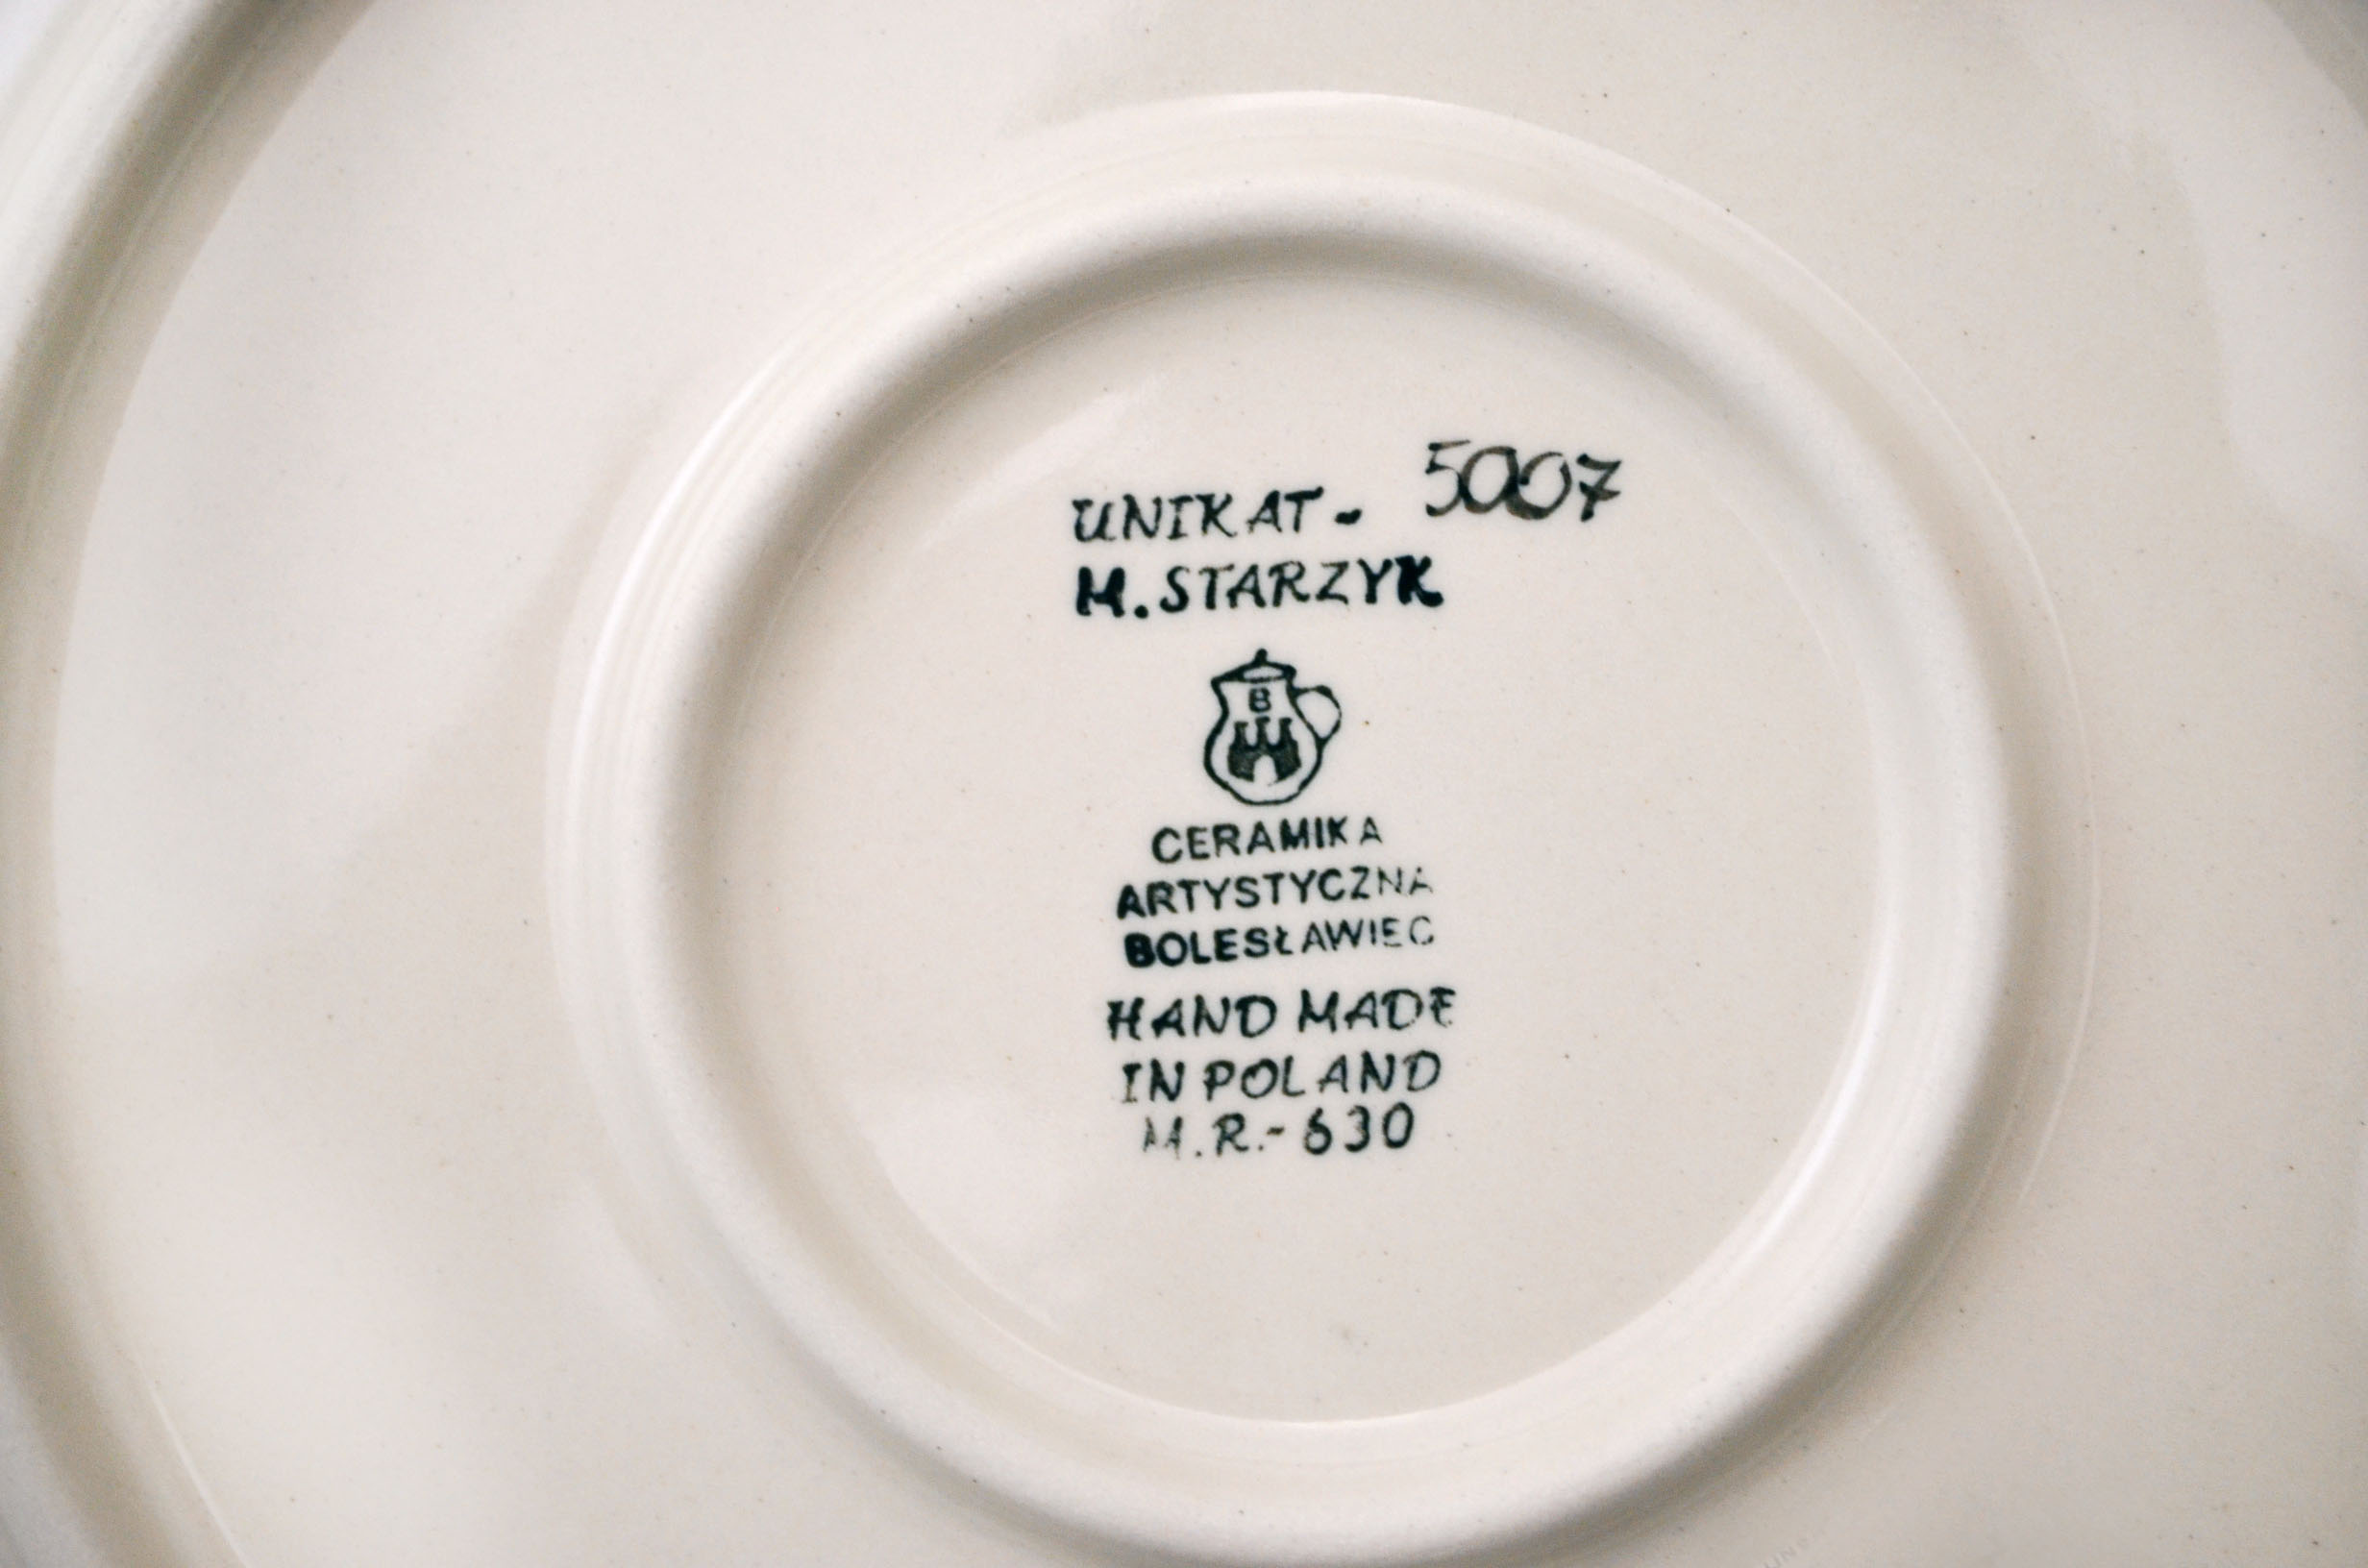 UNIKAT- 5007
M.STARZYK
B
CERAMIKA
ARTYSTYCZNA
BOLESŁAWIEC
HAND MADE
IN POLAND
M.R.-630